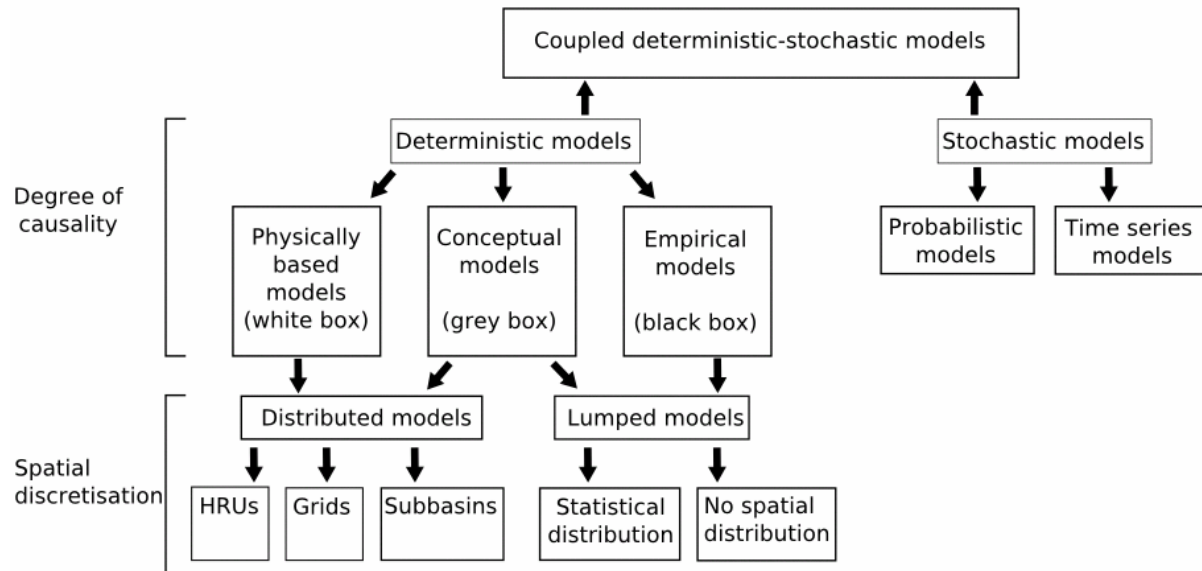 Coupled deterministic-stochastic models
Deterministic models
Stochastic models
Degree of
causality
Physically
based
models
(white box)
Conceptual
models
(grey box)
Empirical
models
(black box)
Probabilistic
models
Time series
models
Distributed models
Lumped models
Spatial
discretisation
HRUs
Grids
Subbasins
Statistical
distribution
No spatial
distribution